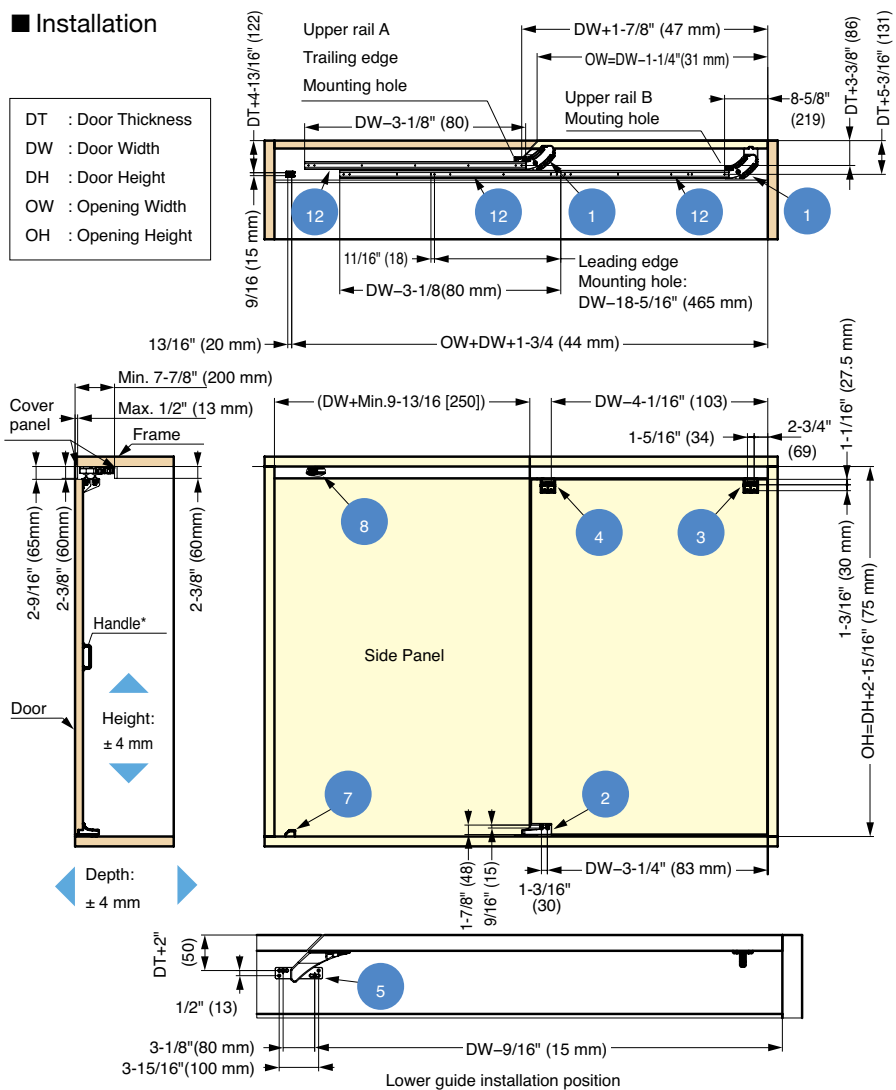 ■ Installation
DT : Door Thickness
DW : Door Width
DH : Door Height
OW : Opening Width
OH : Opening Height
Upper rail A
Trailing edge
Mounting hole
DW+1-7/8" (47 mm)
OW=DW-1-1/4"(31 mm)
Upper rail B
Mouting hole
8-5/8"
(219)
DT+3-3/8" (86)
DT+5-3/16" (131)
DT+4-13/16" (122)
DW−3-1/8" (80)
12
12
1
12
1
9/16 (15 mm)
11/16" (18)
DW−3-1/8(80 mm)
Leading edge
Mounting hole:
DW−18-5/16" (465 mm)
13/16" (20 mm)
OW+DW+1-3/4 (44 mm)
Min. 7-7/8" (200 mm)
Max. 1/2" (13 mm)
Cover
panel
Frame
2-9/16" (65mm)
2-3/8" (60mm)
2-3/8" (60mm)
Handle*
Door
Height:
± 4 mm
Depth:
± 4 mm
(DW+Min.9-13/16 [250])
DW−4-1/16" (103)
1-5/16" (34)
2-3/4"
(69)
1-1/16" (27.5 mm)
1-3/16" (30 mm)
OH=DH+2-15/16" (75 mm)
8
4
3
Side Panel
7
2
1-7/8" (48)
9/16" (15)
DW−3-1/4" (83 mm)
1-3/16"
(30)
DT+2"
(50)
5
1/2" (13)
3-1/8"(80 mm)
DW−9/16" (15 mm)
3-15/16"(100 mm)
Lower guide installation position